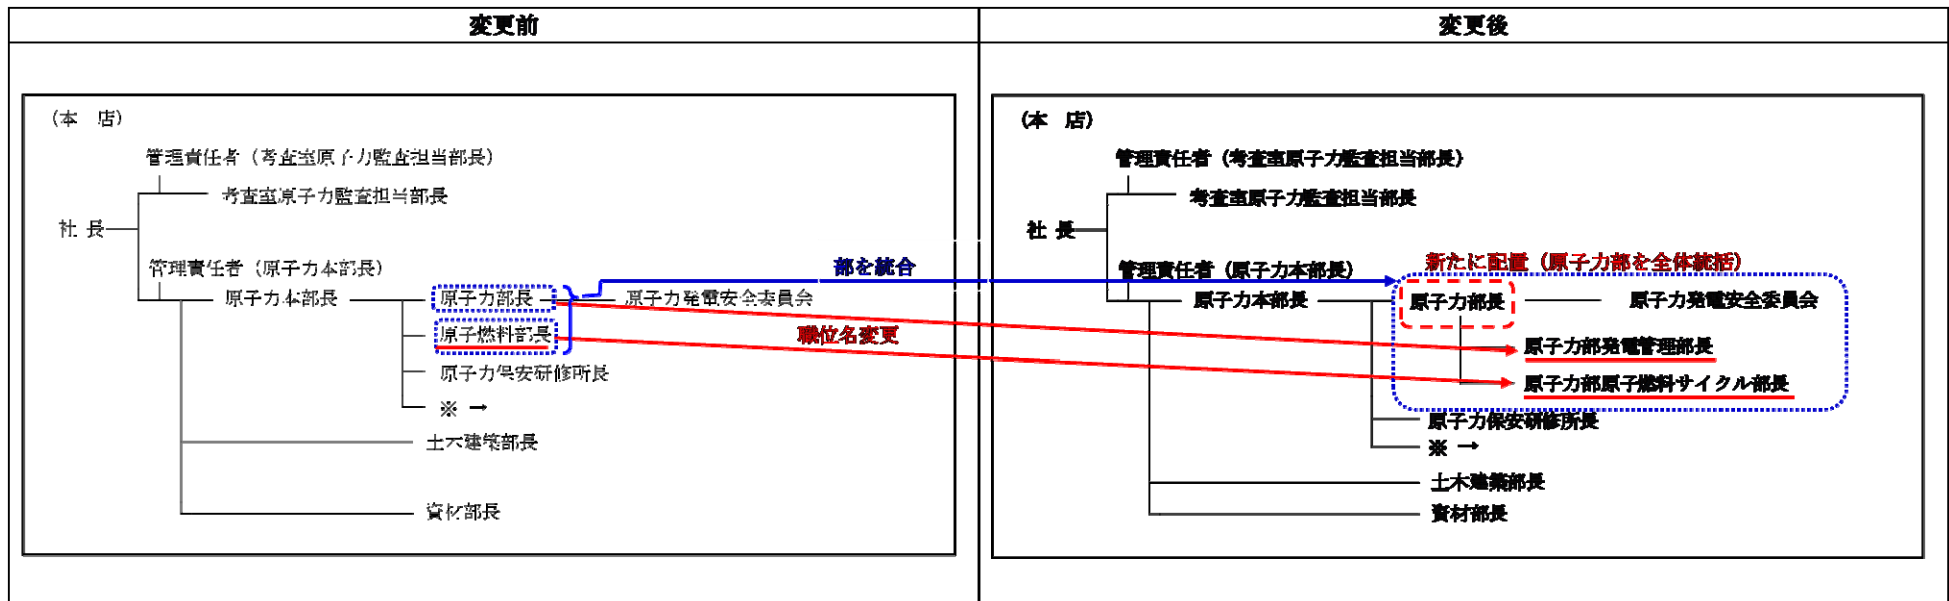 変更前
変更後
（本　店）
管理責任者（考査室原子力監査担当部長）
考査室原子力監査担当部長
社 長
管理責任者（原子力本部長）
原子力本部長
原子力部長
原子力発電安全委員会
原子燃料部長
原子力保安研修所長
※ →
土木建築部長
資材部長
部を統合
職位名変更
（本　店）
管理責任者（考査室原子力監査担当部長）
考査室原子力監査担当部長
社 長
管理責任者（原子力本部長）
新たに配置（原子力部を全体統括）
原子力本部長
原子力部長
原子力発電安全委員会
原子力部発電管理部長
原子力部原子燃料サイクル部長
原子力保安研修所長
※ →
土木建築部長
資材部長